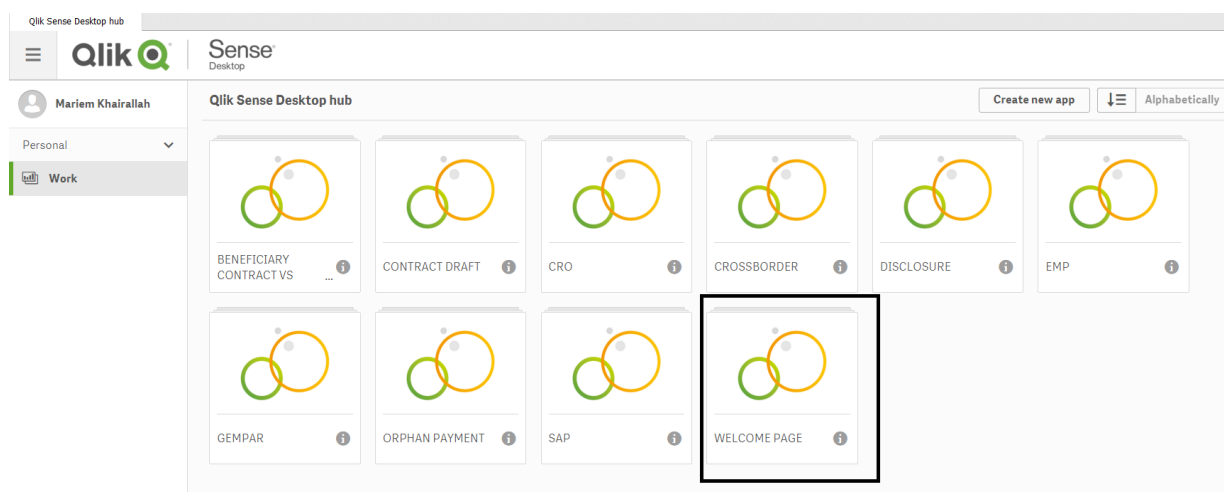 Qlik Sense Desktop hub
Qlik Sense
Desktop
Mariem Khairallah
Qlik Sense Desktop hub
Create new app
Alphabetically
Personal
Work
BENEFICIARY
CONTRACT VS ...
CONTRACT DRAFT
CRO
CROSSBORDER
DISCLOSURE
EMP
GEMPAR
ORPHAN PAYMENT
SAP
WELCOME PAGE